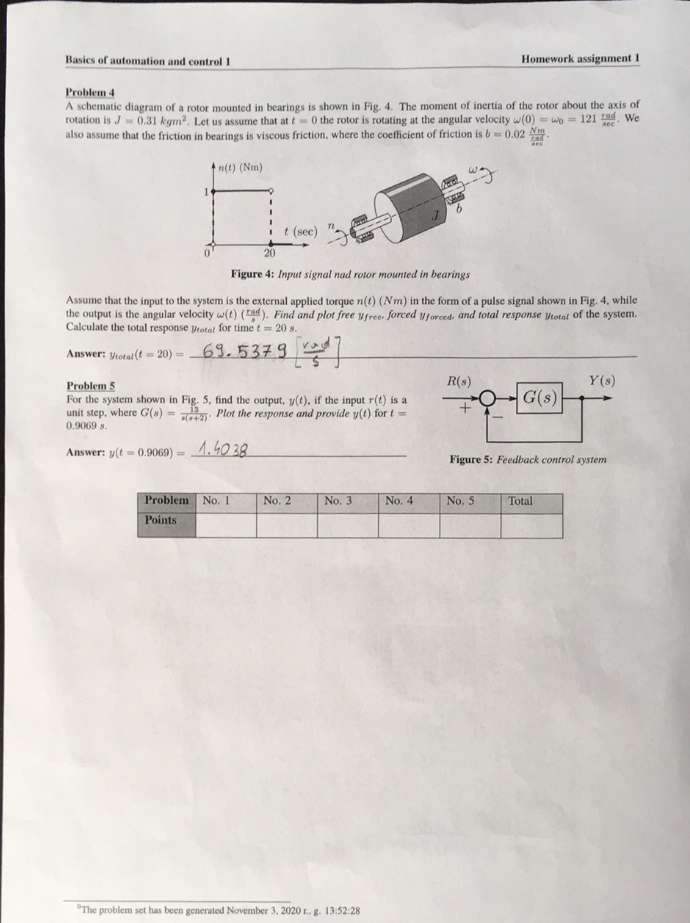 Basics of automation and control 1 Homework assignment 1
Problem 4
A schematic diagram of a rotor mounted in bearings is shown in Fig. 4. The moment of inertia of the rotor about the axis of
rotation is J = 0.31 kgm². Let us assume that at t = 0 the rotor is rotating at the angular velocity ω(0) = ω₀ = 121 rad/sec. We
also assume that the friction in bearings is viscous friction, where the coefficient of friction is b = 0.02 Nm/(rad/sec).
n(t) (Nm)
1
t (sec)
0
20
n
ω
J
b
Figure 4: Input signal nad rotor mounted in bearings
Assume that the input to the system is the external applied torque n(t) (Nm) in the form of a pulse signal shown in Fig. 4, while
the output is the angular velocity ω(t) (rad/s). Find and plot free y_free, forced y_forced, and total response y_total of the system.
Calculate the total response y_total for time t = 20 s.
Answer: y_total(t = 20) = 69.5379 [rad/s]
Problem 5
For the system shown in Fig. 5, find the output, y(t), if the input r(t) is a
unit step, where G(s) = 13/(s(s+2)). Plot the response and provide y(t) for t =
0.9069 s.
Answer: y(t = 0.9069) = 1.4038
R(s)
+
−
G(s)
Y(s)
Figure 5: Feedback control system
Problem No. 1 No. 2 No. 3 No. 4 No. 5 Total
Points
⁰The problem set has been generated November 3, 2020 r., g. 13:52:28